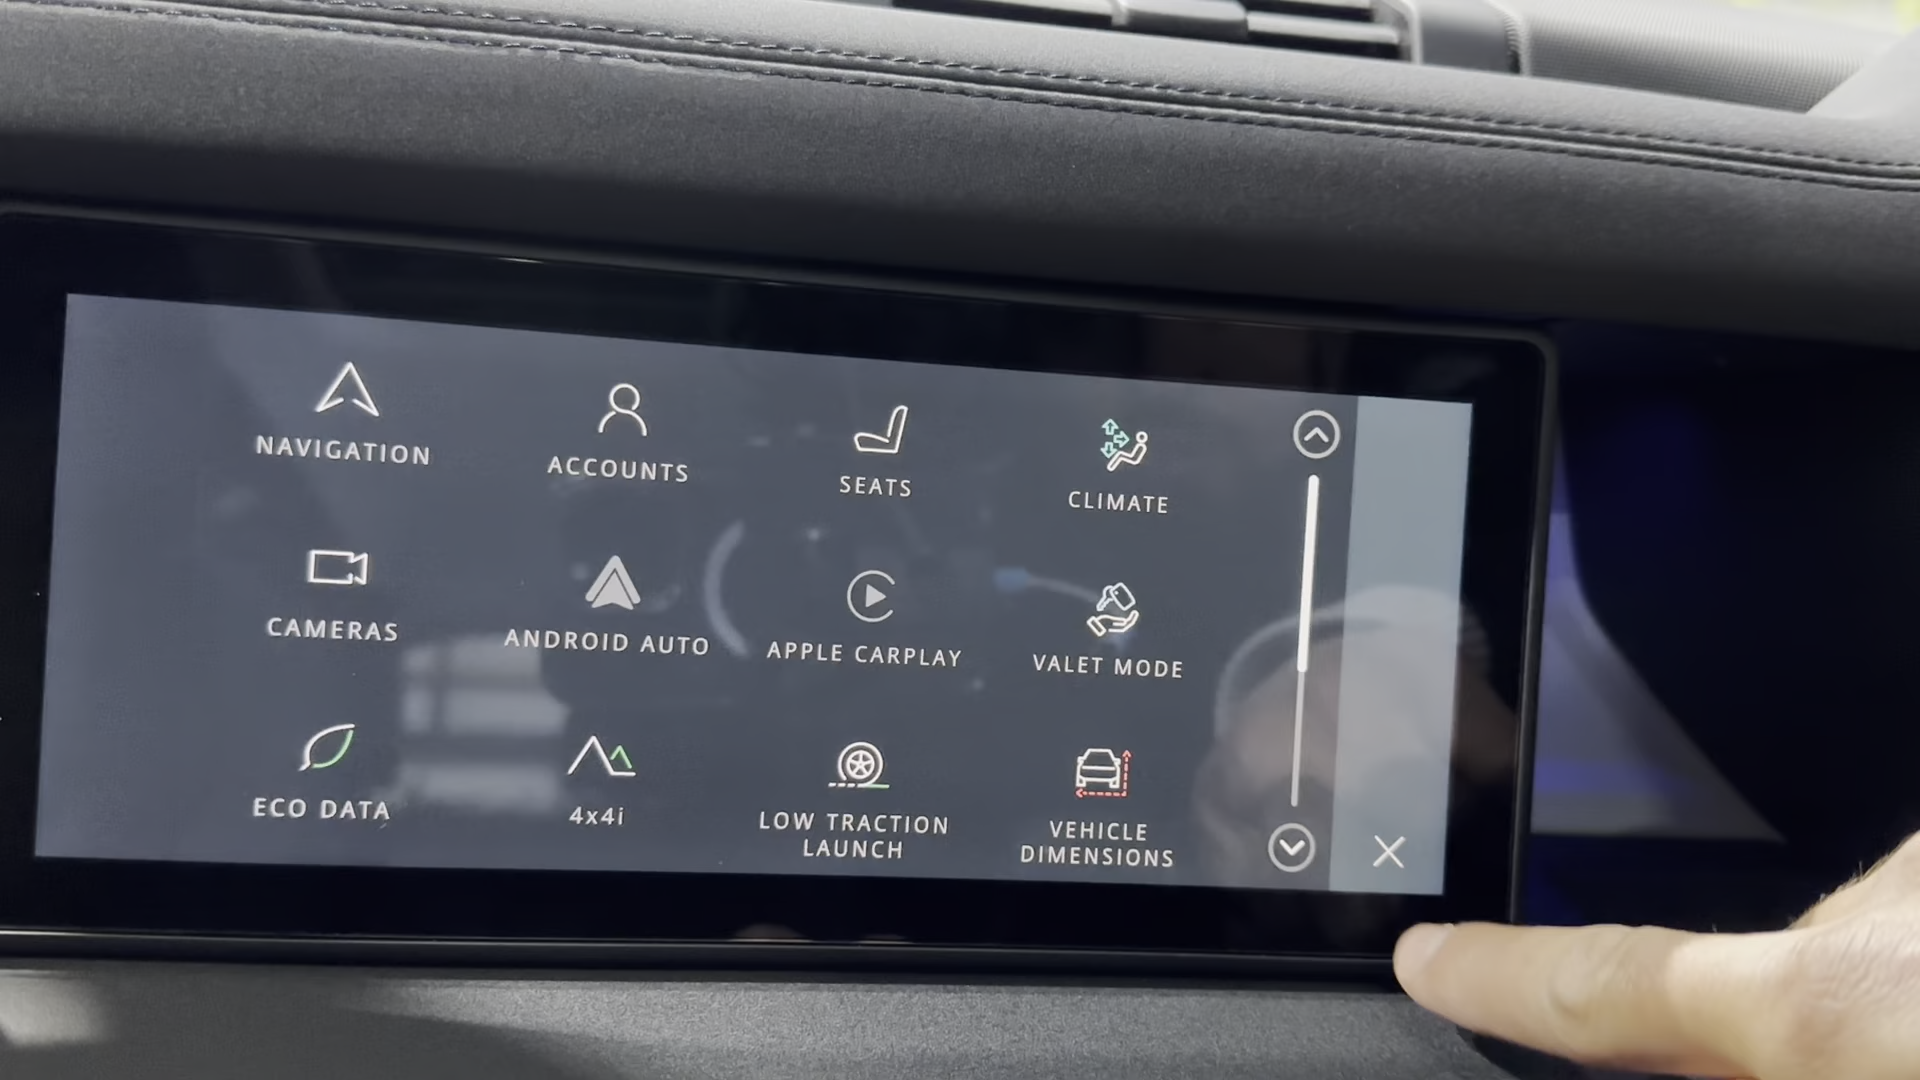 NAVIGATION
ACCOUNTS
SEATS
CLIMATE
CAMERAS
ANDROID AUTO
APPLE CARPLAY
VALET MODE
ECO DATA
4x4i
LOW TRACTION
LAUNCH
VEHICLE
DIMENSIONS